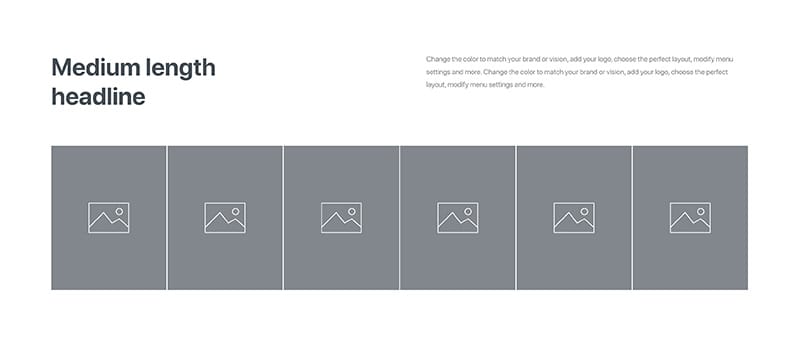 Medium length
headline
Change the color to match your brand or vision, add your logo, choose the perfect layout, modify menu
settings and more. Change the color to match your brand or vision, add your logo, choose the perfect
layout, modify menu settings and more.